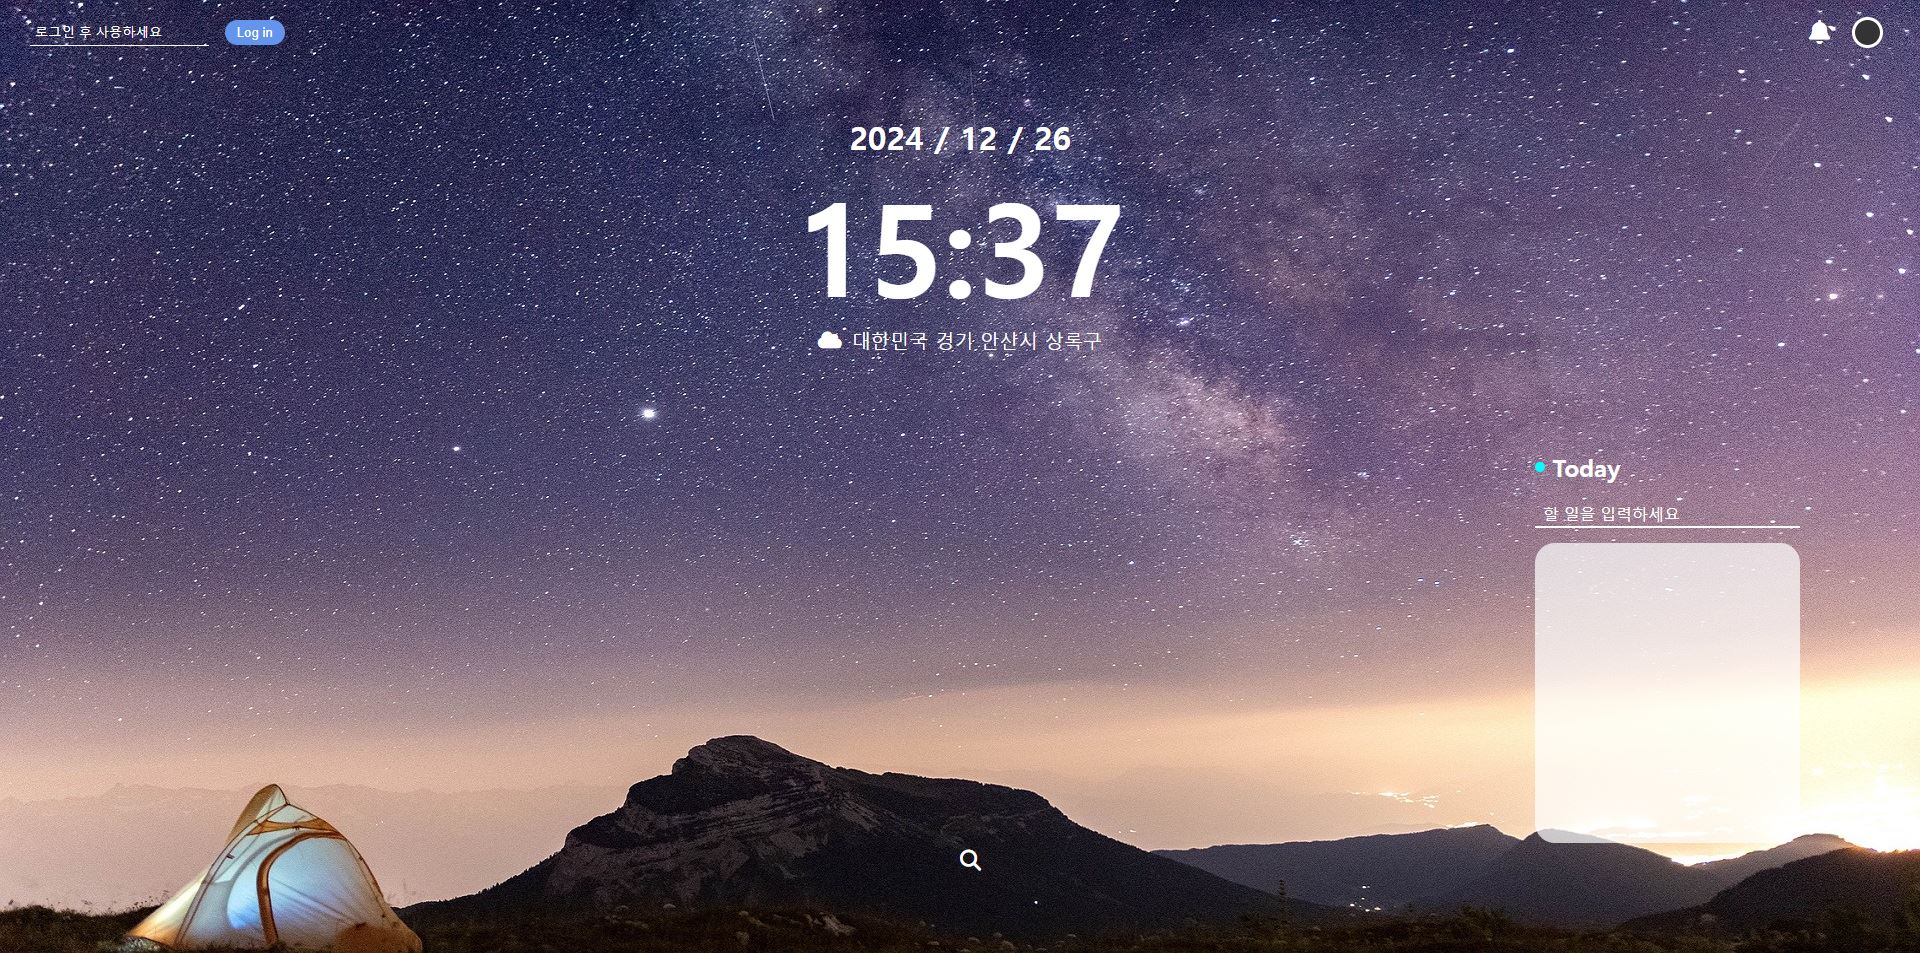 로그인 후 사용하세요
Log in
2024 / 12 / 26
15:37
대한민국 경기 안산시 상록구
Today
할 일을 입력하세요